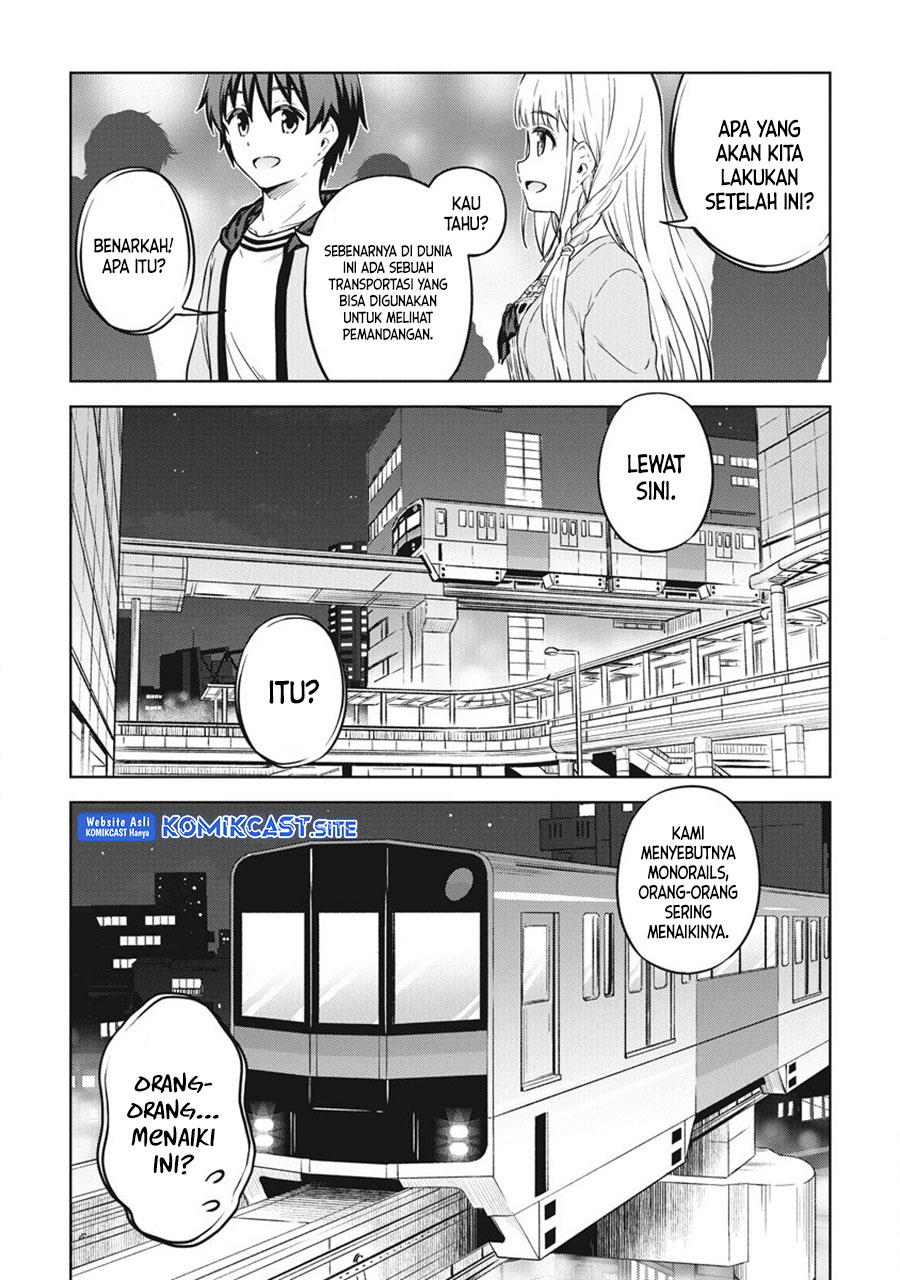 APA YANG
AKAN KITA
LAKUKAN
SETELAH INI?
KAU
TAHU?
SEBENARNYA DI DUNIA
INI ADA SEBUAH
TRANSPORTASI YANG
BISA DIGUNAKAN
UNTUK MELIHAT
PEMANDANGAN.
BENARKAH!
APA ITU?
LEWAT
SINI.
ITU?
Website Asli
KOMIKCAST Hanya
KOMIKCAST.SITE
KAMI
MENYEBUTNYA
MONORAILS,
ORANG-ORANG
SERING
MENAIKINYA.
ORANG-
ORANG...
MENAIKI
INI?